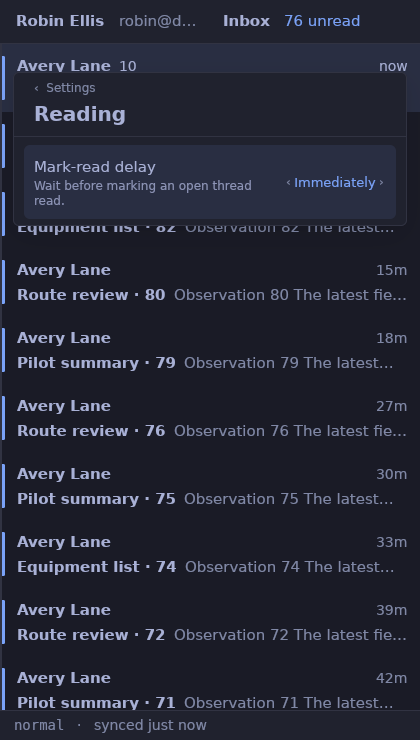 Robin Ellis robin@d… Inbox 76 unread
Avery Lane 10 now
‹ Settings
Reading
Mark-read delay
Wait before marking an open thread read.
‹ Immediately ›
Equipment list · 82 Observation 82 The latest…
Avery Lane 15m
Route review · 80 Observation 80 The latest fie…
Avery Lane 18m
Pilot summary · 79 Observation 79 The latest…
Avery Lane 27m
Route review · 76 Observation 76 The latest fie…
Avery Lane 30m
Pilot summary · 75 Observation 75 The latest…
Avery Lane 33m
Equipment list · 74 Observation 74 The latest…
Avery Lane 39m
Route review · 72 Observation 72 The latest fie…
Avery Lane 42m
Pilot summary · 71 Observation 71 The latest…
normal · synced just now